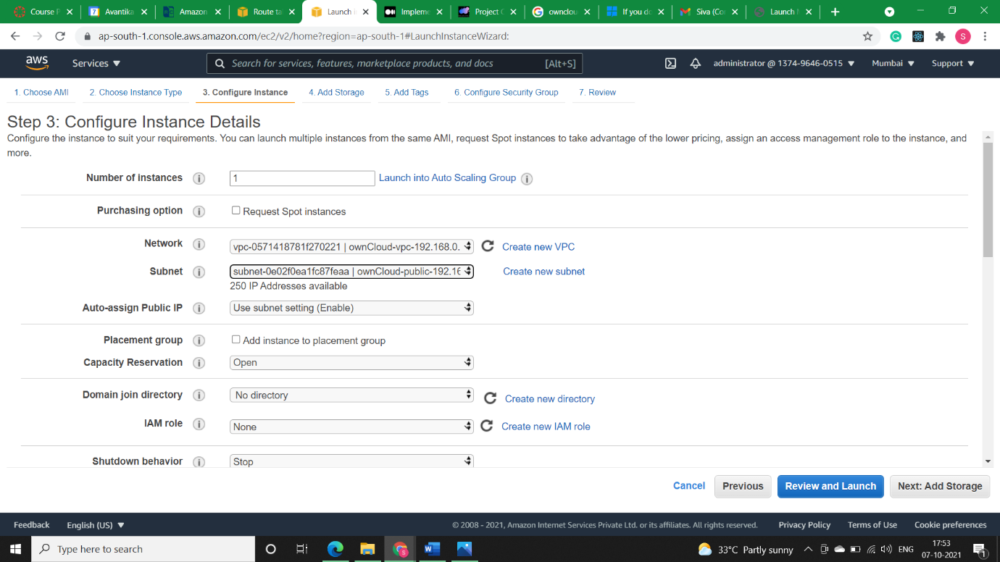 Course P
Avantika
Amazon
Route ta
Launch i
Impleme
Project C
owncloud
If you do
Siva (Co
Launch M
ap-south-1.console.aws.amazon.com/ec2/v2/home?region=ap-south-1#LaunchInstanceWizard:
S
aws
Services
Search for services, features, marketplace products, and docs [Alt+S]
administrator @ 1374-9646-0515
Mumbai
Support
1. Choose AMI
2. Choose Instance Type
3. Configure Instance
4. Add Storage
5. Add Tags
6. Configure Security Group
7. Review
Step 3: Configure Instance Details
Configure the instance to suit your requirements. You can launch multiple instances from the same AMI, request Spot instances to take advantage of the lower pricing, assign an access management role to the instance, and
more.
Number of instances 1 Launch into Auto Scaling Group
Purchasing option Request Spot instances
Network vpc-0571418781f270221 | ownCloud-vpc-192.168.0. Create new VPC
Subnet subnet-0e02f0ea1fc87feaa | ownCloud-public-192.16 Create new subnet
250 IP Addresses available
Auto-assign Public IP Use subnet setting (Enable)
Placement group Add instance to placement group
Capacity Reservation Open
Domain join directory No directory Create new directory
IAM role None Create new IAM role
Shutdown behavior Stop
Cancel Previous Review and Launch Next: Add Storage
Feedback English (US) © 2008 - 2021, Amazon Internet Services Private Ltd. or its affiliates. All rights reserved. Privacy Policy Terms of Use Cookie preferences
Type here to search
33°C Partly sunny
ENG
17:53
07-10-2021
1